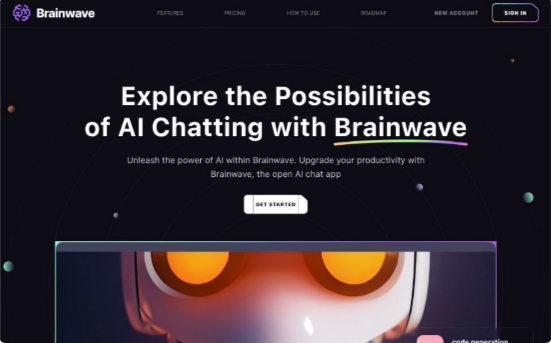 Brainwave
FEATURES PRICING HOW TO USE ROADMAP NEW ACCOUNT SIGN IN
Explore the Possibilities
of AI Chatting with Brainwave
Unleash the power of AI within Brainwave. Upgrade your productivity with
Brainwave, the open AI chat app
GET STARTED
code generation